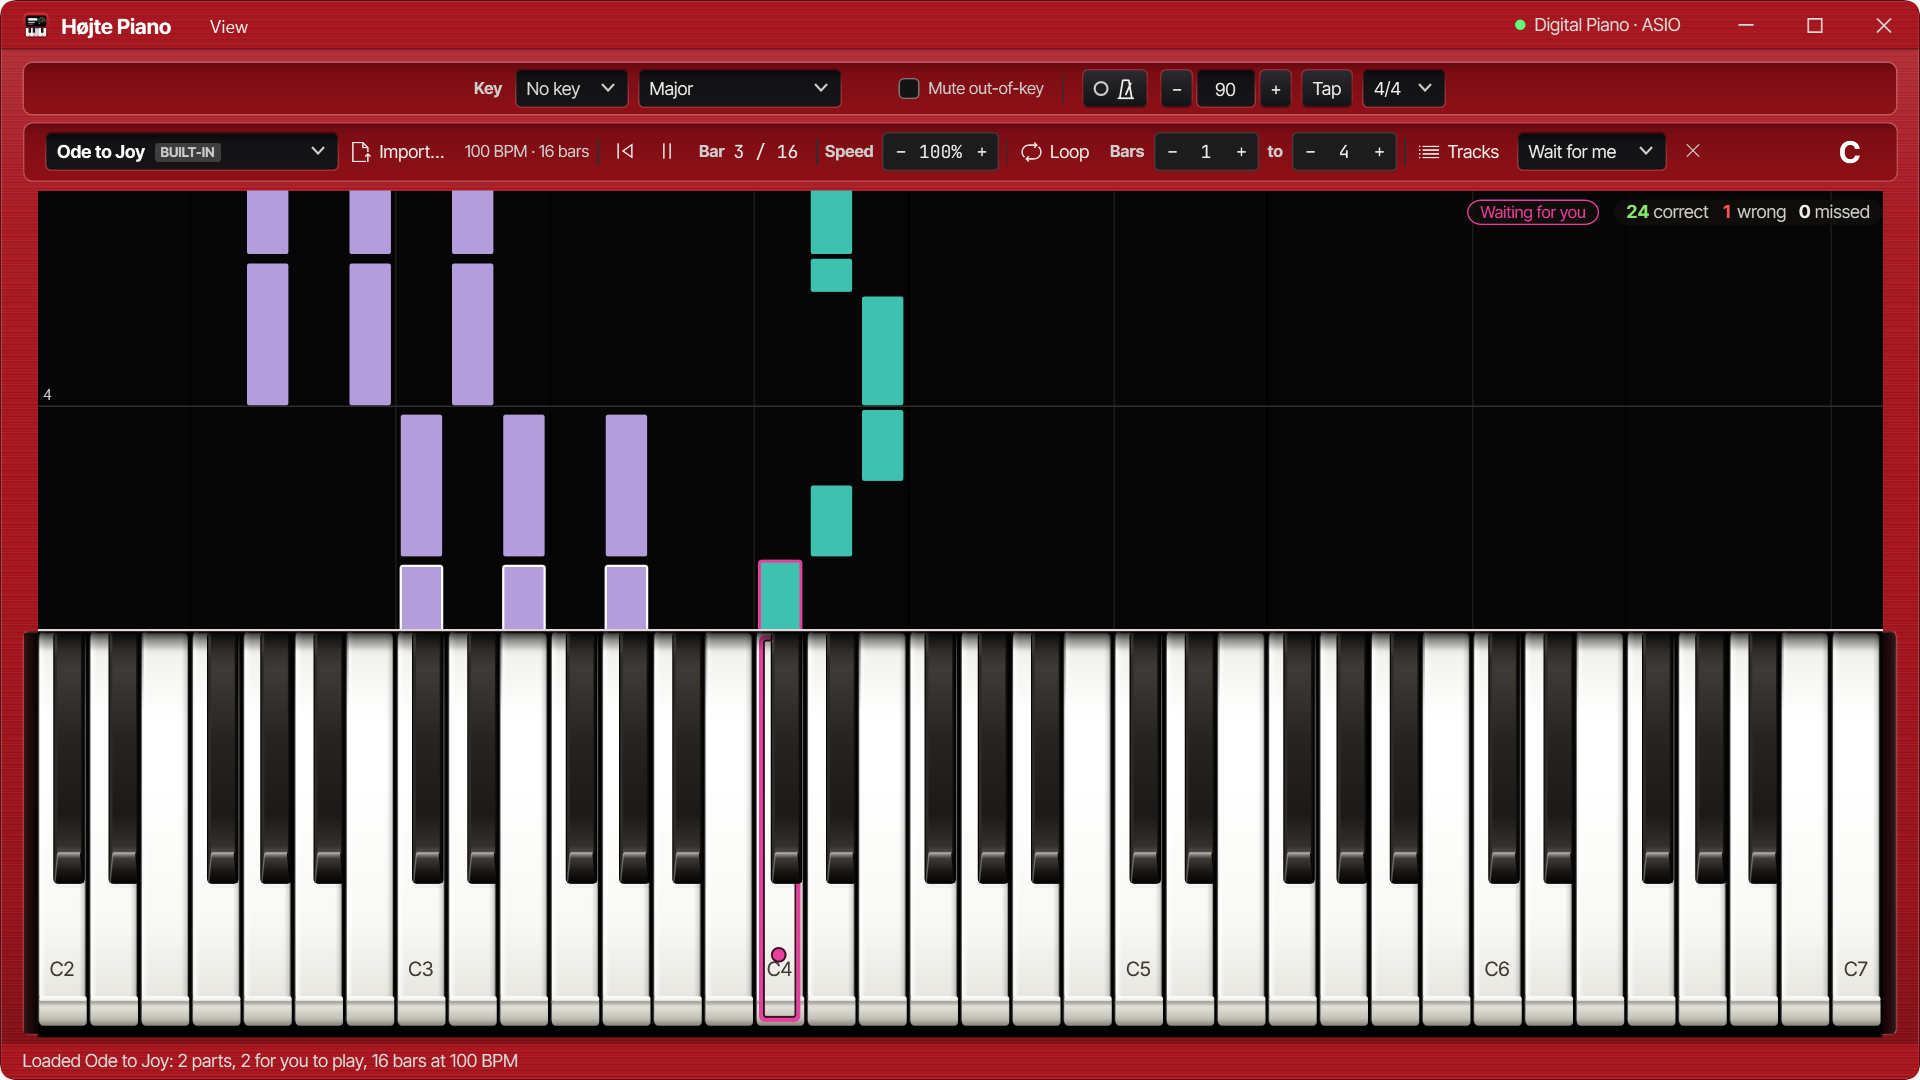 Højte Piano View Digital Piano · ASIO
Key No key Major Mute out-of-key - 90 + Tap 4/4
Ode to Joy BUILT-IN Import... 100 BPM · 16 bars Bar 3 / 16 Speed - 100% + Loop Bars - 1 + to - 4 + Tracks Wait for me C
Waiting for you 24 correct 1 wrong 0 missed
4
C2 C3 C4 C5 C6 C7
Loaded Ode to Joy: 2 parts, 2 for you to play, 16 bars at 100 BPM